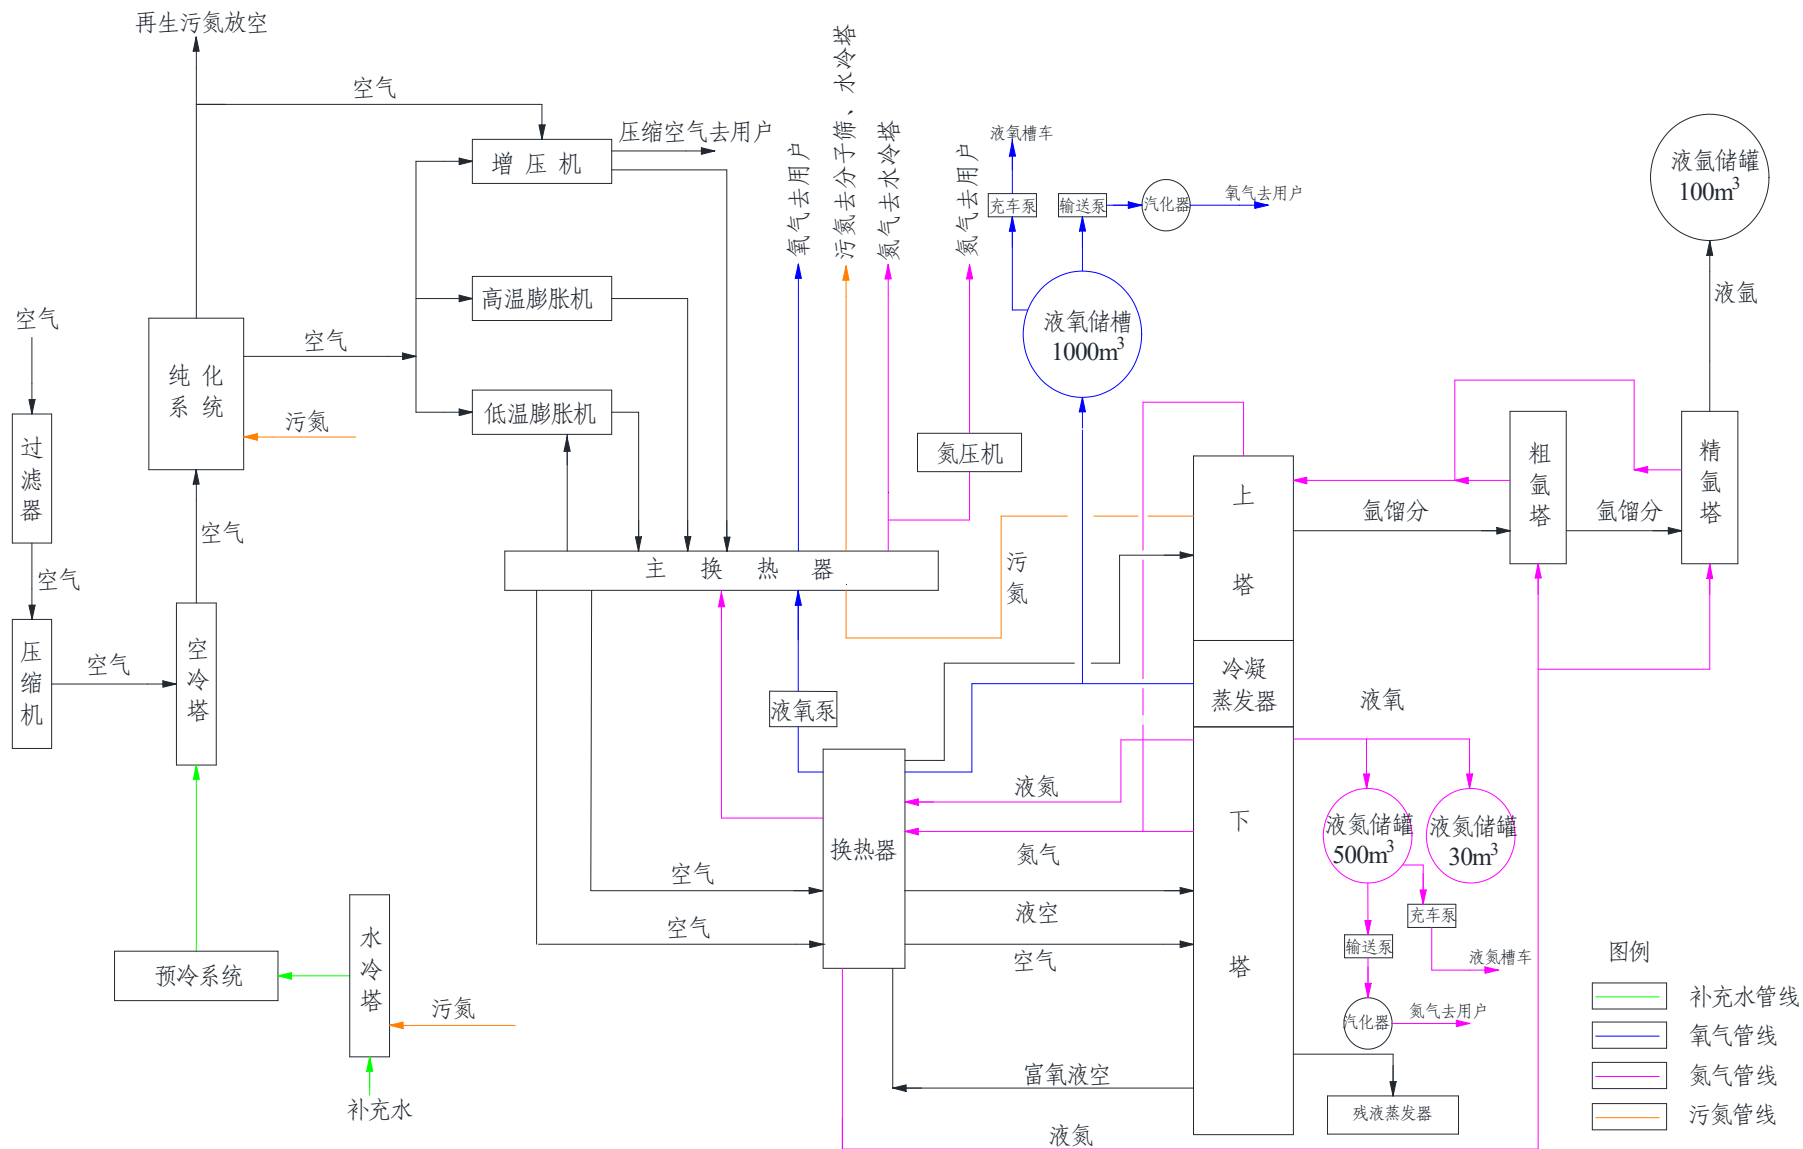 再生污氮放空
空气
增 压 机
压缩空气去用户
高温膨胀机
低温膨胀机
空气
空气
过滤器
空气
压缩机
空气
空冷塔
空气
纯 化
系 统
污氮
预冷系统
水冷塔
污氮
补充水
主 换 热 器
氧气去用户
污氮去分子筛、水冷塔
氮气去水冷塔
氮气去用户
氮压机
液氧槽车
充车泵
输送泵
汽化器
氧气去用户
液氧储槽
1000m³
污氮
液氧泵
换热器
空气
空气
液氮
氮气
液空
空气
富氧液空
液氮
上塔
冷凝
蒸发器
下塔
氩馏分
粗氩塔
氩馏分
精氩塔
液氩
液氩储罐
100m³
液氧
液氮储罐
500m³
液氮储罐
30m³
充车泵
液氮槽车
输送泵
汽化器
氮气去用户
残液蒸发器
图例
补充水管线
氧气管线
氮气管线
污氮管线